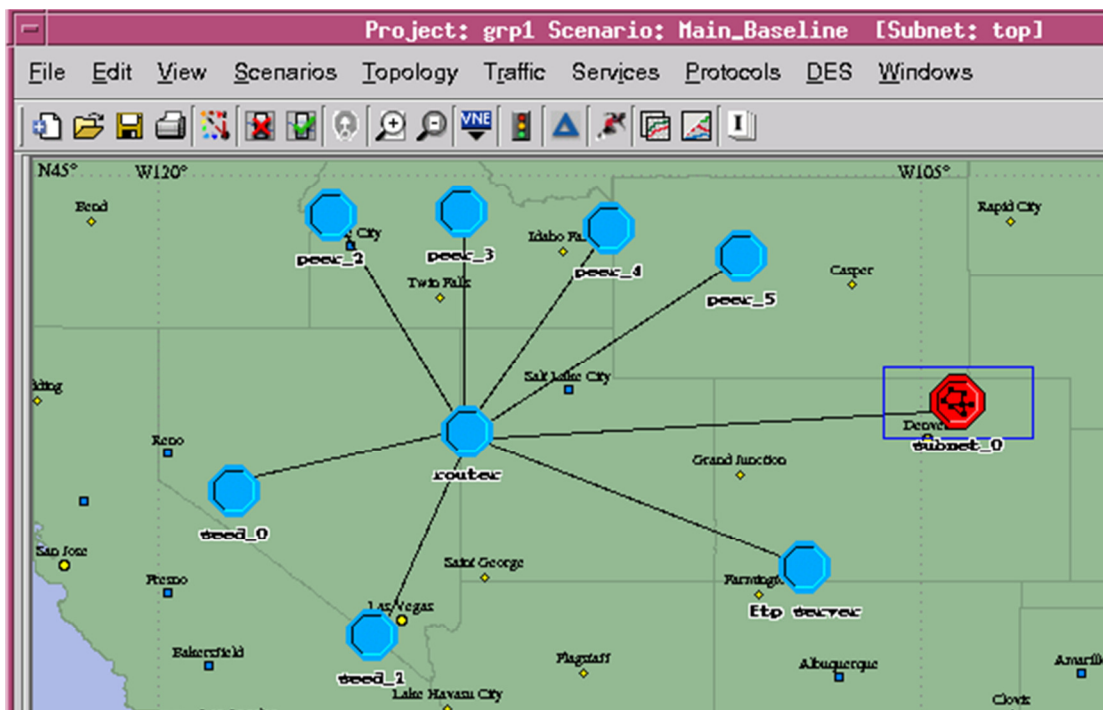 Project: grp1 Scenario: Main_Baseline [Subnet: top]
File Edit View Scenarios Topology Traffic Services Protocols DES Windows
VNE
I
N45° W120° W105°
Bend
Rapid City
City
peer_2
peer_3
Idaho
peer_4
Casper
Twin Falls
peer_5
Salt Lake City
Denver
subnet_0
Reno
router
Grand Junction
seed_0
San Jose
Saint George
Fresno
Farmington
Las Vegas
ftp server
Bakersfield
Flagstaff
Albuquerque
Amarill
seed_1
Lake Havasu City
Clovis